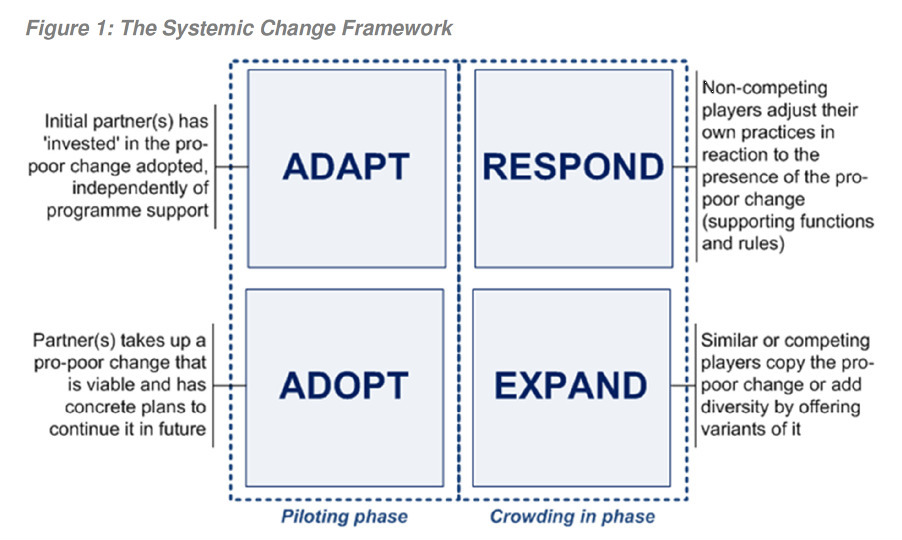 Figure 1: The Systemic Change Framework
Initial partner(s) has
'invested' in the pro-
poor change adopted,
independently of
programme support
ADAPT
RESPOND
Non-competing
players adjust their
own practices in
reaction to the
presence of the pro-
poor change
(supporting functions
and rules)
Partner(s) takes up a
pro-poor change that
is viable and has
concrete plans to
continue it in future
ADOPT
EXPAND
Similar or competing
players copy the pro-
poor change or add
diversity by offering
variants of it
Piloting phase
Crowding in phase